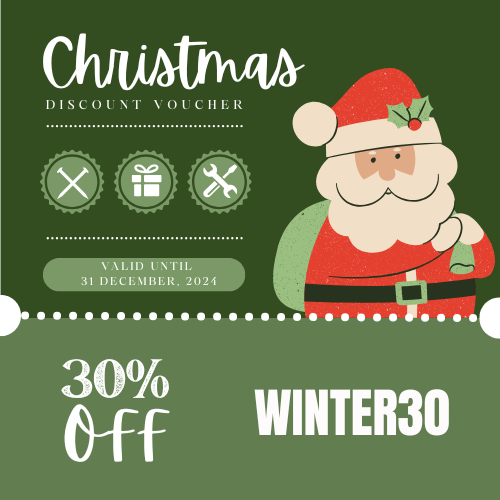 Christmas
DISCOUNT VOUCHER
VALID UNTIL
31 DECEMBER, 2024
30%
OFF
WINTER30